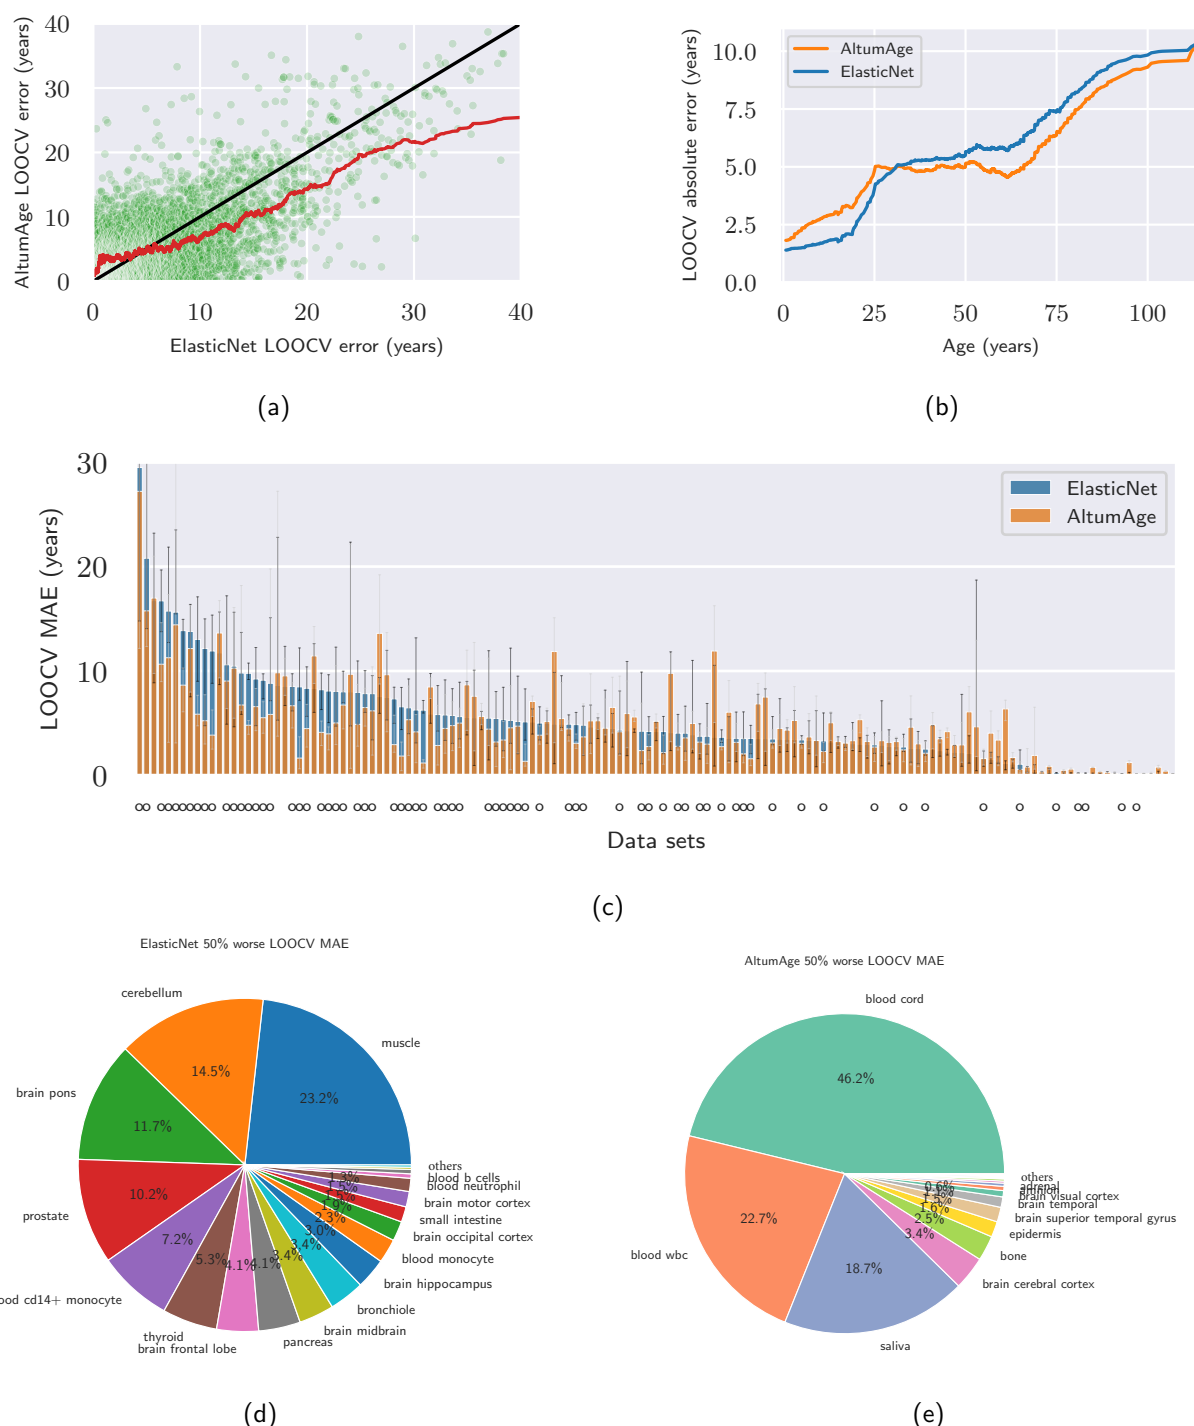 40
30
20
10
0
AltumAge LOOCV error (years)
0 10 20 30 40
ElasticNet LOOCV error (years)
(a)
10.0
7.5
5.0
2.5
0.0
LOOCV absolute error (years)
AltumAge
ElasticNet
0 25 50 75 100
Age (years)
(b)
30
20
10
0
LOOCV MAE (years)
ElasticNet
AltumAge
Data sets
(c)
ElasticNet 50% worse LOOCV MAE
cerebellum
muscle
brain pons
prostate
ood cd14+ monocyte
thyroid
brain frontal lobe
pancreas
brain midbrain
bronchiole
brain hippocampus
blood monocyte
brain occipital cortex
small intestine
brain motor cortex
blood neutrophil
blood b cells
others
23.2%
14.5%
11.7%
10.2%
7.2%
5.3%
4.1%
4.1%
3.4%
3.4%
3.0%
2.3%
1.9%
1.5%
1.5%
1.3%
(d)
AltumAge 50% worse LOOCV MAE
blood cord
blood wbc
saliva
brain cerebral cortex
bone
epidermis
brain superior temporal gyrus
brain temporal
brain visual cortex
adrenal
others
46.2%
22.7%
18.7%
3.4%
2.5%
1.6%
1.5%
0.6%
(e)